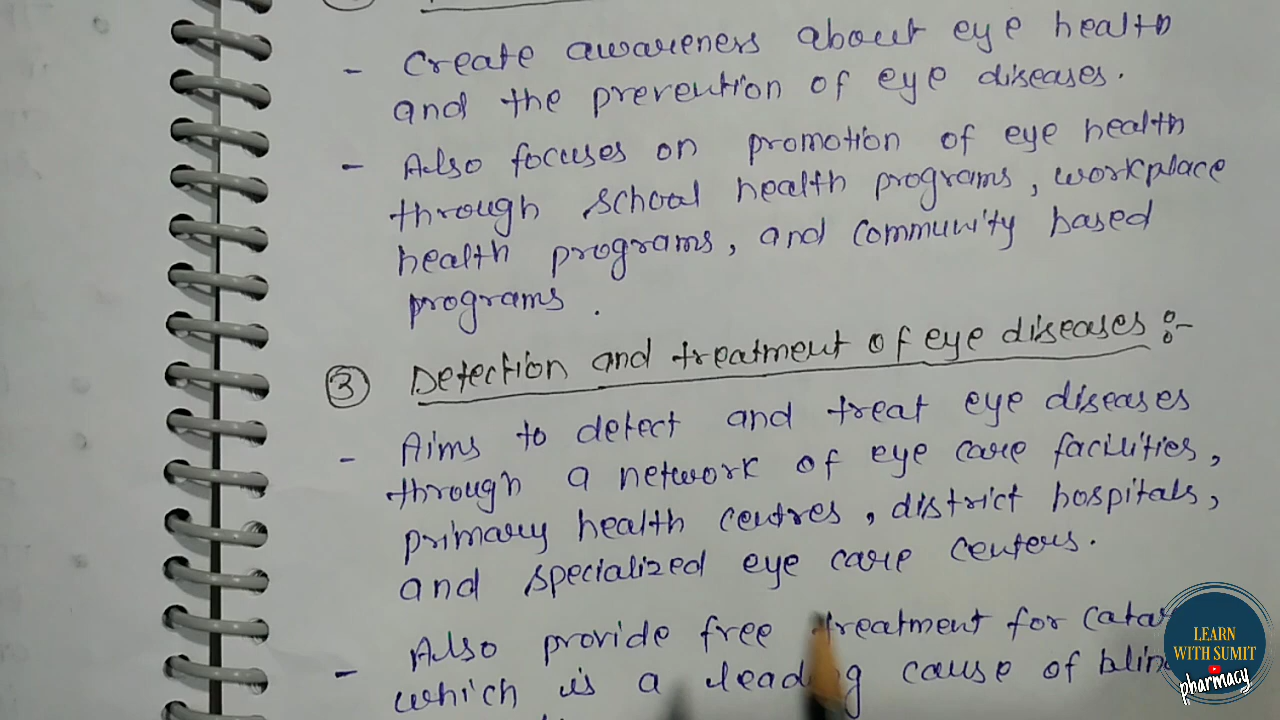 - Create awareness about eye health
and the prevention of eye diseases.
- Also focuses on promotion of eye health
through school health programs, workplace
health programs, and community based
programs.
③ Detection and treatment of eye diseases :-
- Aims to detect and treat eye diseases
through a network of eye care facilities,
primary health centres, district hospitals,
and specialized eye care centers.
- Also provide free treatment for
which is a leading cause of
LEARN
WITH SUMIT
pharmacy